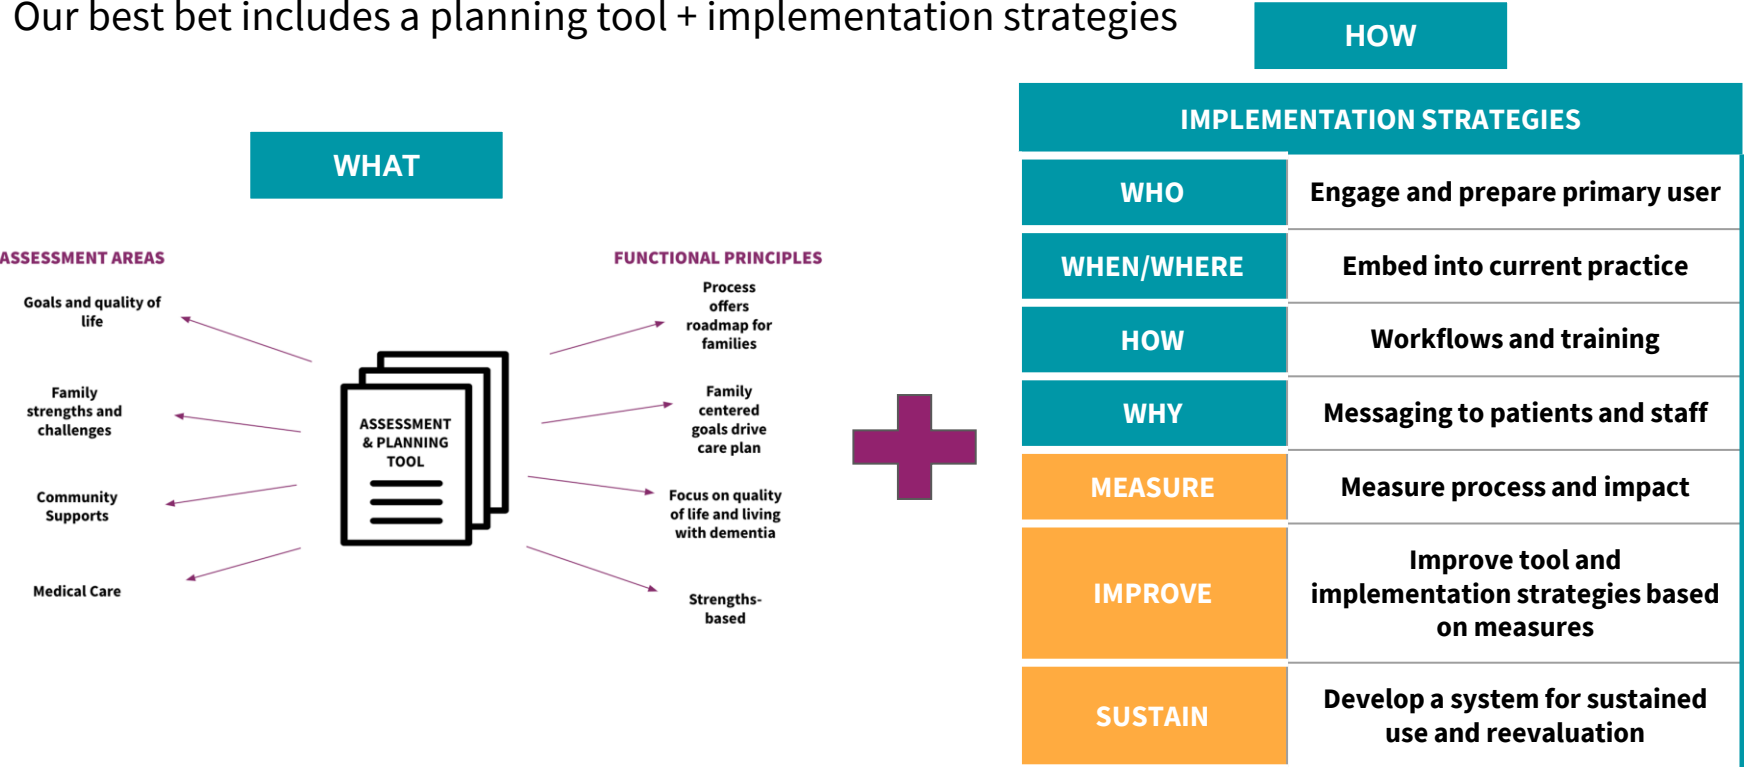 Our best bet includes a planning tool + implementation strategies
WHAT
ASSESSMENT AREAS
Goals and quality of
life
Family
strengths and
challenges
Community
Supports
Medical Care
ASSESSMENT
& PLANNING
TOOL
FUNCTIONAL PRINCIPLES
Process
offers
roadmap for
families
Family
centered
goals drive
care plan
Focus on quality
of life and living
with dementia
Strengths-
based
HOW
IMPLEMENTATION STRATEGIES
WHO
Engage and prepare primary user
WHEN/WHERE
Embed into current practice
HOW
Workflows and training
WHY
Messaging to patients and staff
MEASURE
Measure process and impact
IMPROVE
Improve tool and
implementation strategies based
on measures
SUSTAIN
Develop a system for sustained
use and reevaluation